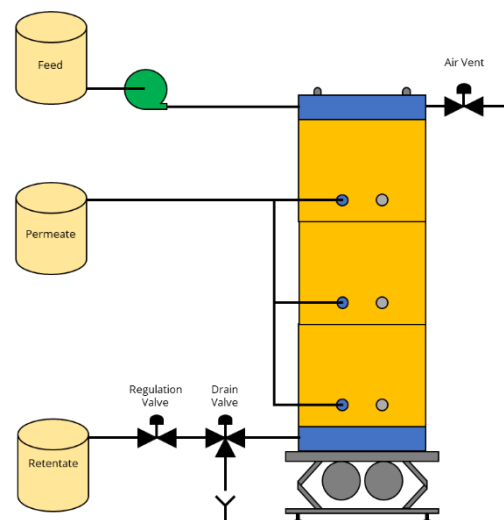 Feed
Air Vent
Permeate
Regulation
Valve
Drain
Valve
Retentate